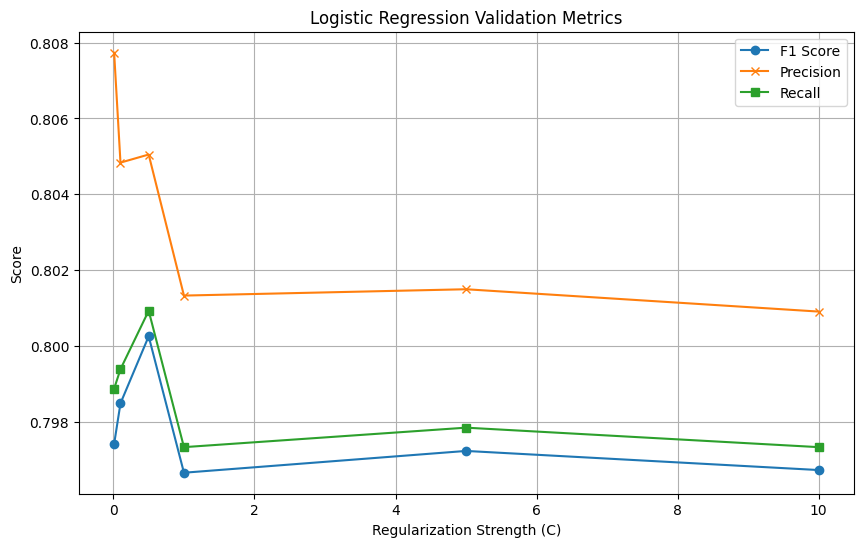 Logistic Regression Validation Metrics
F1 Score
Precision
Recall
0.808
0.806
0.804
0.802
0.800
0.798
Score
0
2
4
6
8
10
Regularization Strength (C)